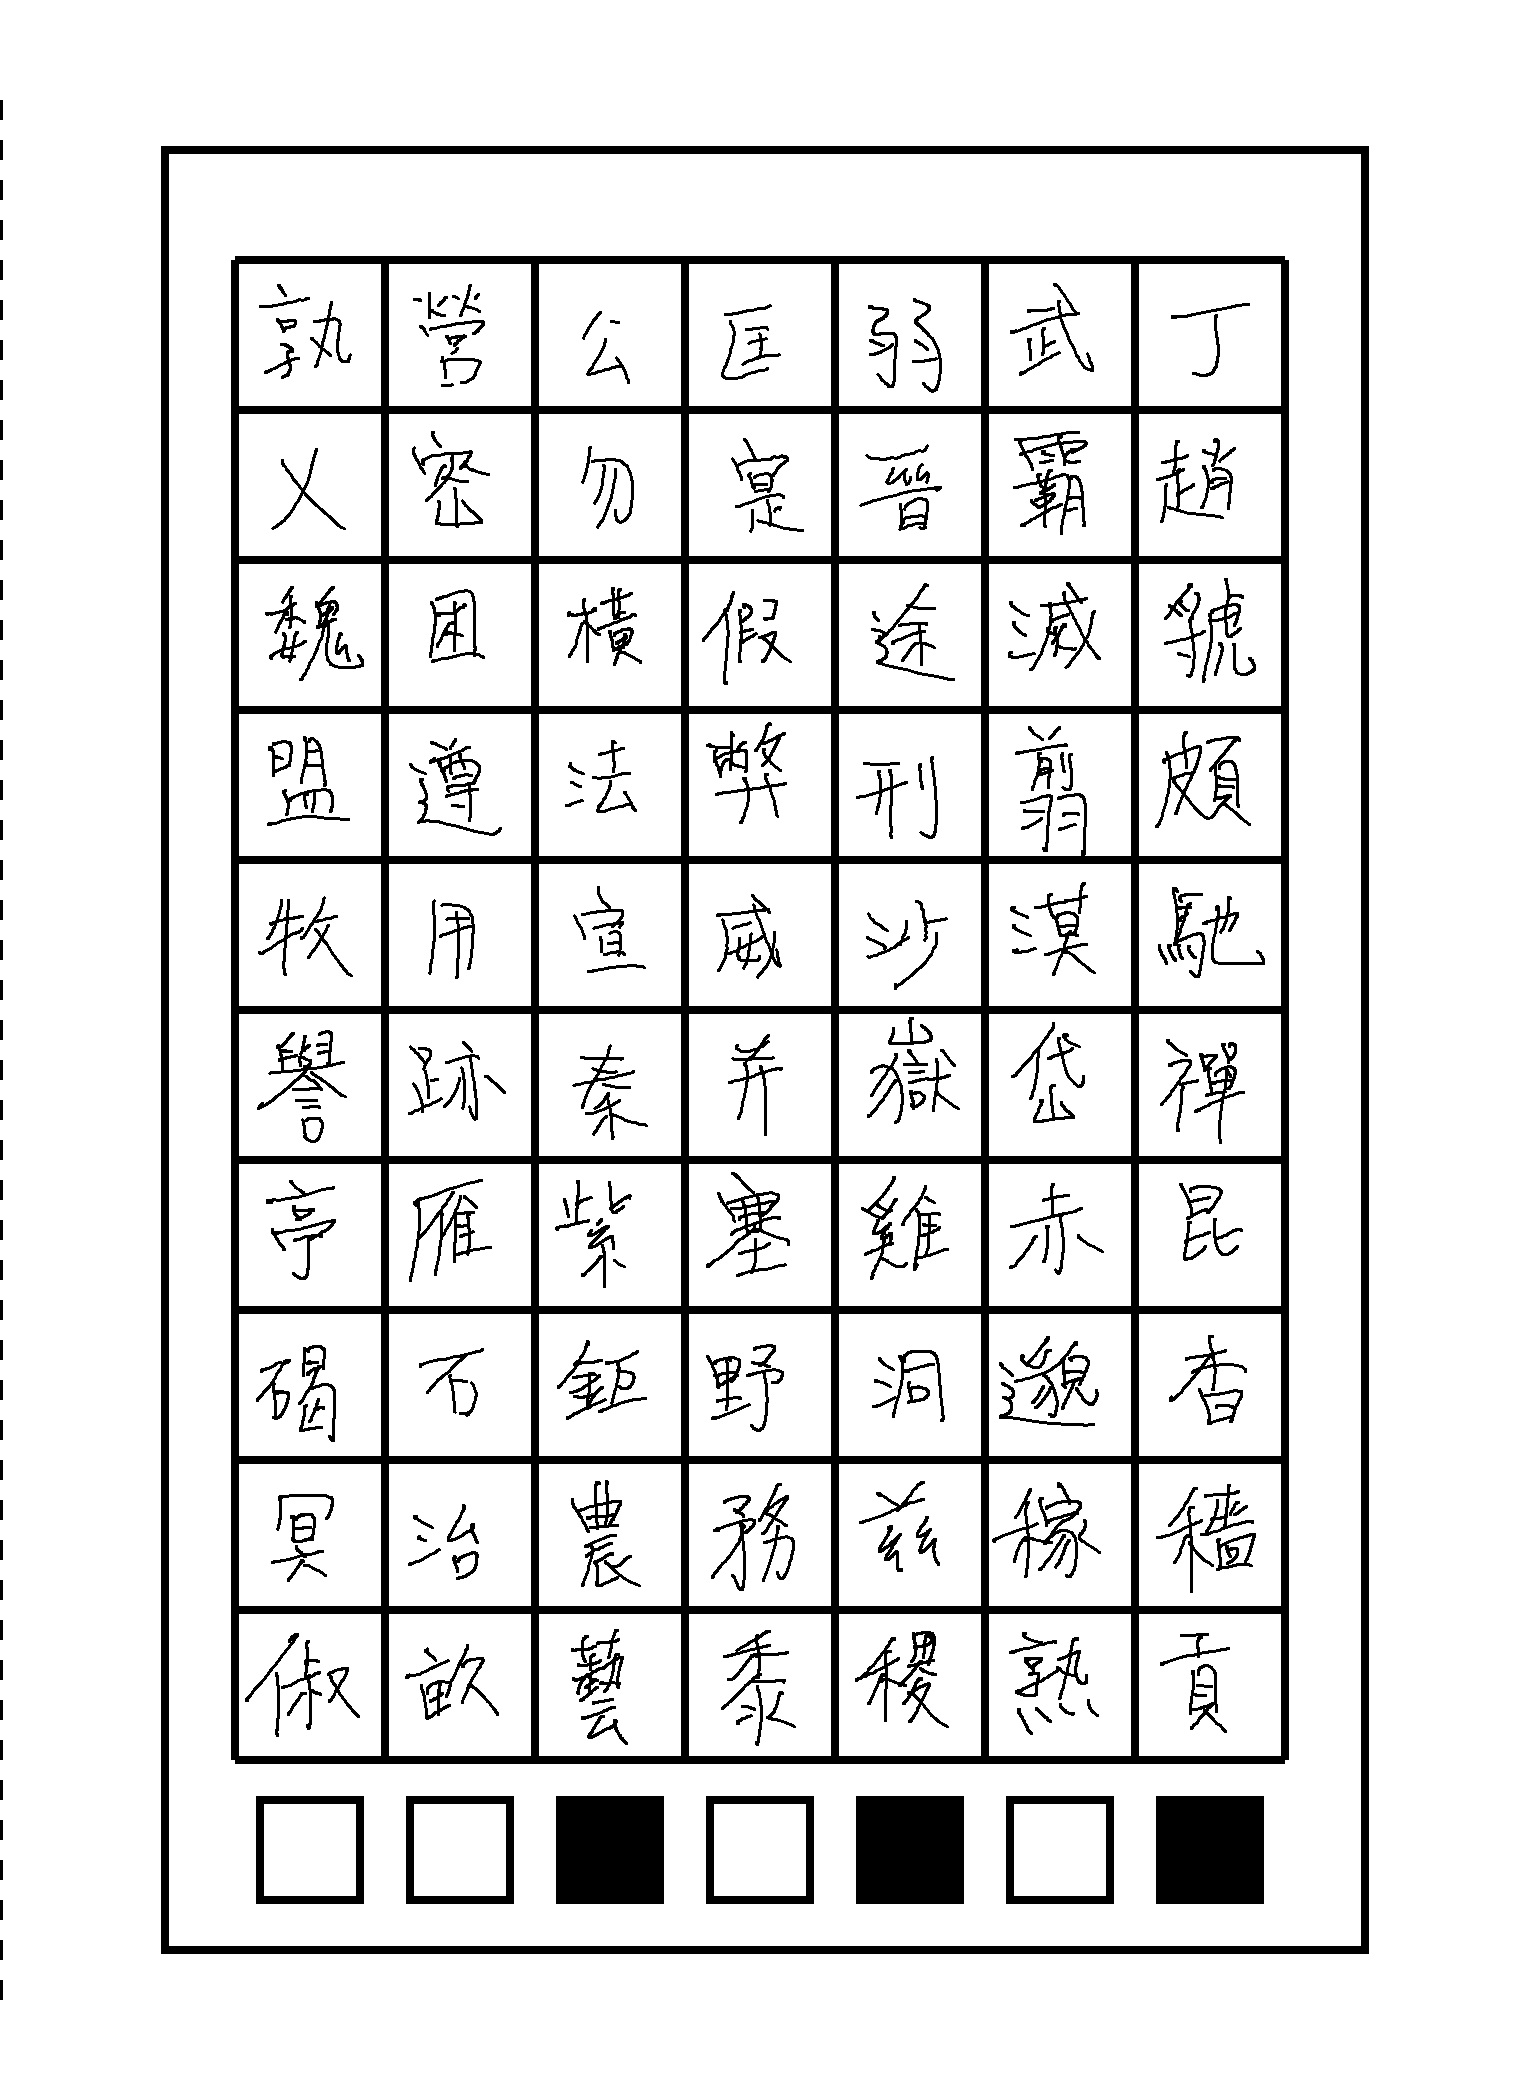 孰營公匡弱武丁
乂密勿寔晉霸趙
魏困橫假途滅虢
盟遵法弊刑翦頗
牧用宣威沙漠馳
譽跡秦并嶽岱禪
亭雁紫塞雞赤昆
碣石鉅野洞邈杳
冥治農務茲稼穡
俶畝藝黍稷熟貢